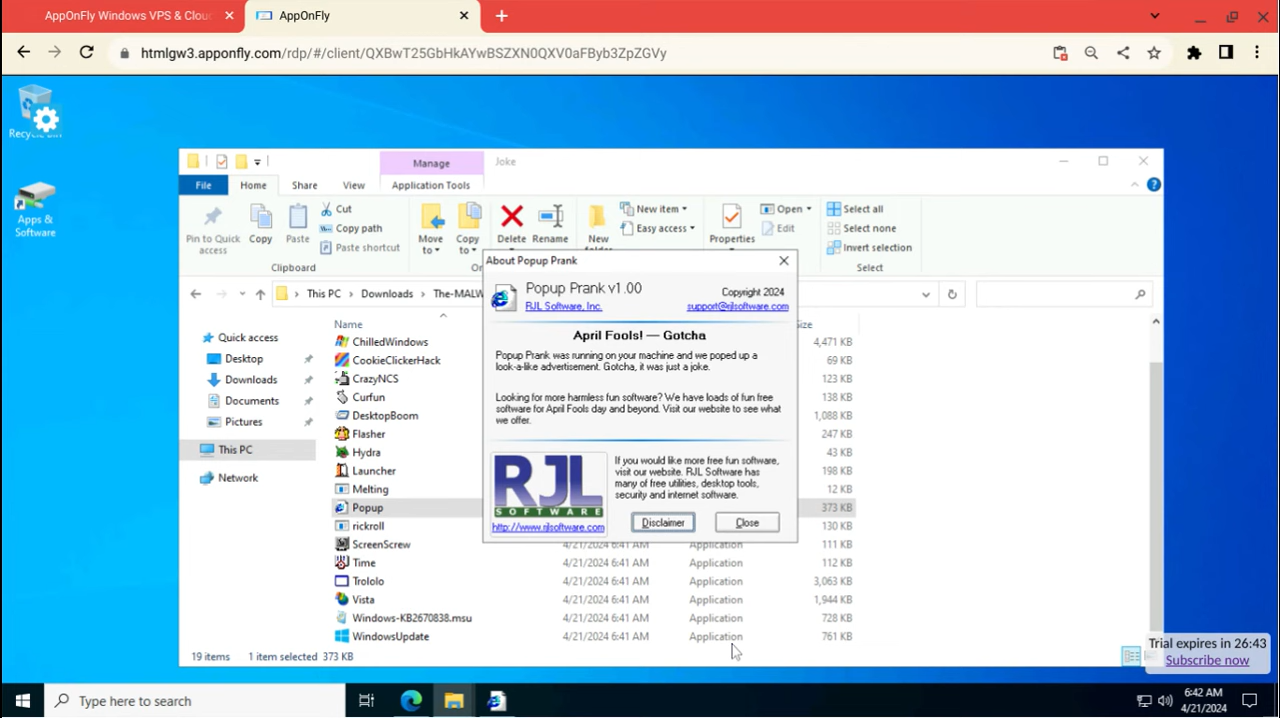 AppOnFly Windows VPS & Clou
AppOnFly
htmlgw3.apponfly.com/rdp/#/client/QXBwT25GbHkAYwBSZXN0QXV0aFByb3ZpZGVy
Recycle Bin
Apps &
Software
Manage
Joke
File
Home
Share
View
Application Tools
Pin to Quick
access
Copy
Paste
Cut
Copy path
Paste shortcut
Clipboard
Move
to
Copy
to
Delete
Rename
New
New item
Easy access
Properties
Open
Edit
Select all
Select none
Invert selection
Select
This PC
Downloads
The-MALW
Quick access
Desktop
Downloads
Documents
Pictures
This PC
Network
Name
ize
ChilledWindows
4,471 KB
CookieClickerHack
69 KB
CrazyNCS
123 KB
Curfun
138 KB
DesktopBoom
1,088 KB
Flasher
247 KB
Hydra
43 KB
Launcher
198 KB
Melting
12 KB
Popup
373 KB
rickroll
130 KB
ScreenScrew 4/21/2024 6:41 AM Application 111 KB
Time 4/21/2024 6:41 AM Application 112 KB
Trololo 4/21/2024 6:41 AM Application 3,063 KB
Vista 4/21/2024 6:41 AM Application 1,944 KB
Windows-KB2670838.msu 4/21/2024 6:41 AM Application 728 KB
WindowsUpdate 4/21/2024 6:41 AM Application 761 KB
19 items 1 item selected 373 KB
About Popup Prank
Popup Prank v1.00
Copyright 2024
RJL Software, Inc.
support@rjlsoftware.com
April Fools! — Gotcha
Popup Prank was running on your machine and we poped up a
look-a-like advertisement. Gotcha, it was just a joke.
Looking for more harmless fun software? We have loads of fun free
software for April Fools day and beyond. Visit our website to see what
we offer.
RJL
SOFTWARE
http://www.rjlsoftware.com
If you would like more free fun software,
visit our website. RJL Software has
many of free utilities, desktop tools,
security and internet software.
Disclaimer
Close
Trial expires in 26:43
Subscribe now
Type here to search
6:42 AM
4/21/2024